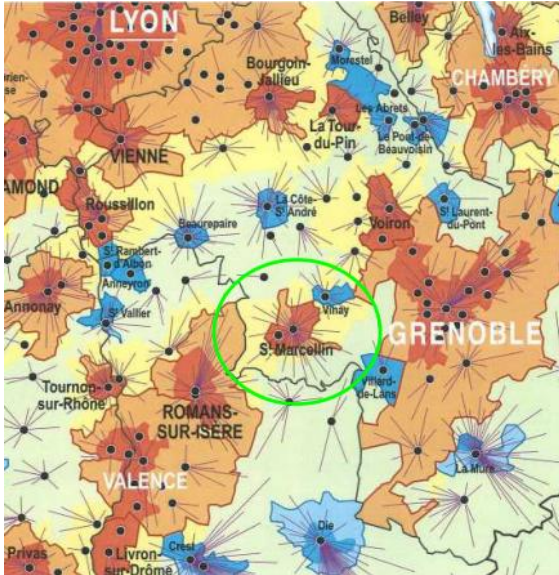 LYON
Belley
Aix-
les-Bains
Morestel
Bourgoin-
Jallieu
CHAMBÉRY
Les Abrets
La Tour-
du-Pin
Le Pont-de-
Beauvoisin
VIENNE
AMOND
Roussillon
La Côte-
St André
Voiron
St Laurent-
du-Pont
Beaurepaire
St Rambert-
d'Albon
Anneyron
Annonay
St Vallier
Vinay
GRENOBLE
St Marcellin
Villard-
de-Lans
Tournon-
sur-Rhône
ROMANS-
SUR-ISÈRE
La Mure
VALENCE
Die
Crest
Privas
Livron-
sur-Drôme